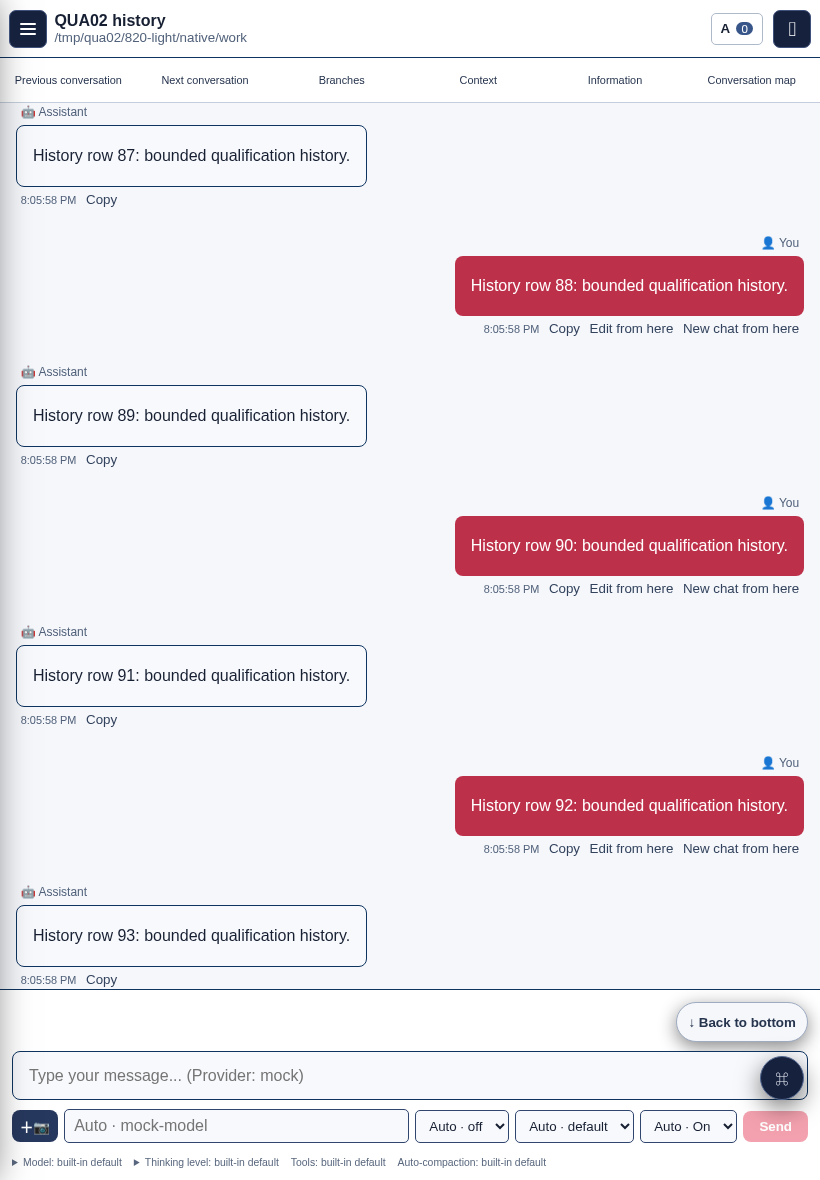 QUA02 history
/tmp/qua02/820-light/native/work
A 0
Previous conversation Next conversation Branches Context Information Conversation map
🤖 Assistant
History row 87: bounded qualification history.
8:05:58 PM Copy
👤 You
History row 88: bounded qualification history.
8:05:58 PM Copy Edit from here New chat from here
🤖 Assistant
History row 89: bounded qualification history.
8:05:58 PM Copy
👤 You
History row 90: bounded qualification history.
8:05:58 PM Copy Edit from here New chat from here
🤖 Assistant
History row 91: bounded qualification history.
8:05:58 PM Copy
👤 You
History row 92: bounded qualification history.
8:05:58 PM Copy Edit from here New chat from here
🤖 Assistant
History row 93: bounded qualification history.
8:05:58 PM Copy
↓ Back to bottom
Type your message... (Provider: mock)
⌘
+📷 Auto · mock-model Auto · off Auto · default Auto · On Send
▶ Model: built-in default ▶ Thinking level: built-in default Tools: built-in default Auto-compaction: built-in default